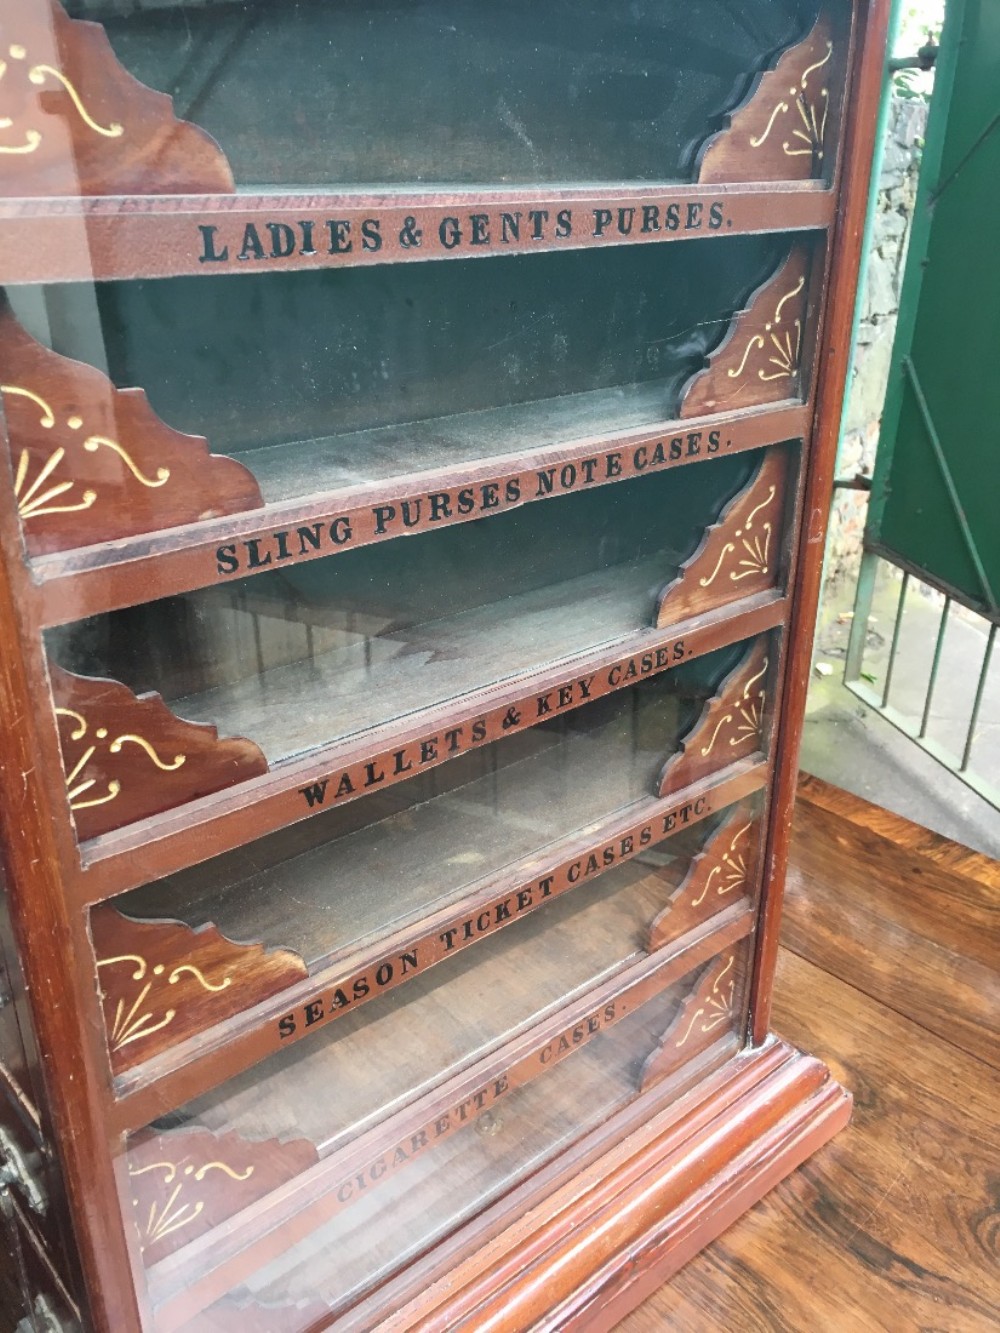 LADIES & GENTS PURSES.
SLING PURSES NOTE CASES.
WALLETS & KEY CASES.
SEASON TICKET CASES ETC.
CIGARETTE CASES.